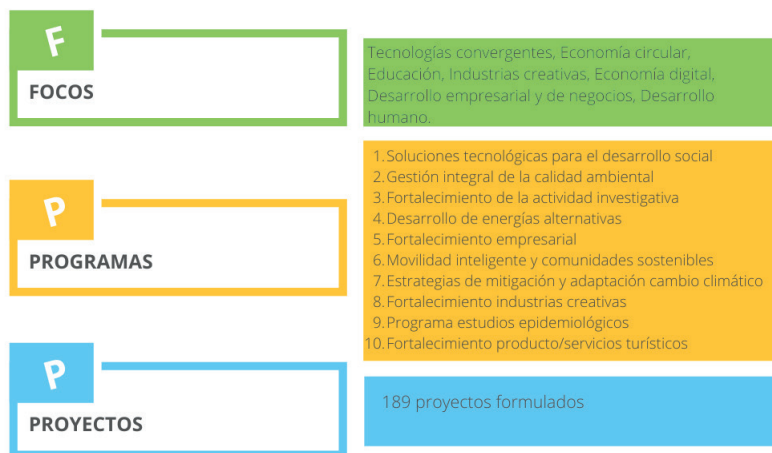 F
FOCOS
Tecnologías convergentes, Economía circular,
Educación, Industrias creativas, Economía digital,
Desarrollo empresarial y de negocios, Desarrollo
humano.
P
PROGRAMAS
1. Soluciones tecnológicas para el desarrollo social
2. Gestión integral de la calidad ambiental
3. Fortalecimiento de la actividad investigativa
4. Desarrollo de energías alternativas
5. Fortalecimiento empresarial
6. Movilidad inteligente y comunidades sostenibles
7. Estrategias de mitigación y adaptación cambio climático
8. Fortalecimiento industrias creativas
9. Programa estudios epidemiológicos
10. Fortalecimiento producto/servicios turísticos
P
PROYECTOS
189 proyectos formulados